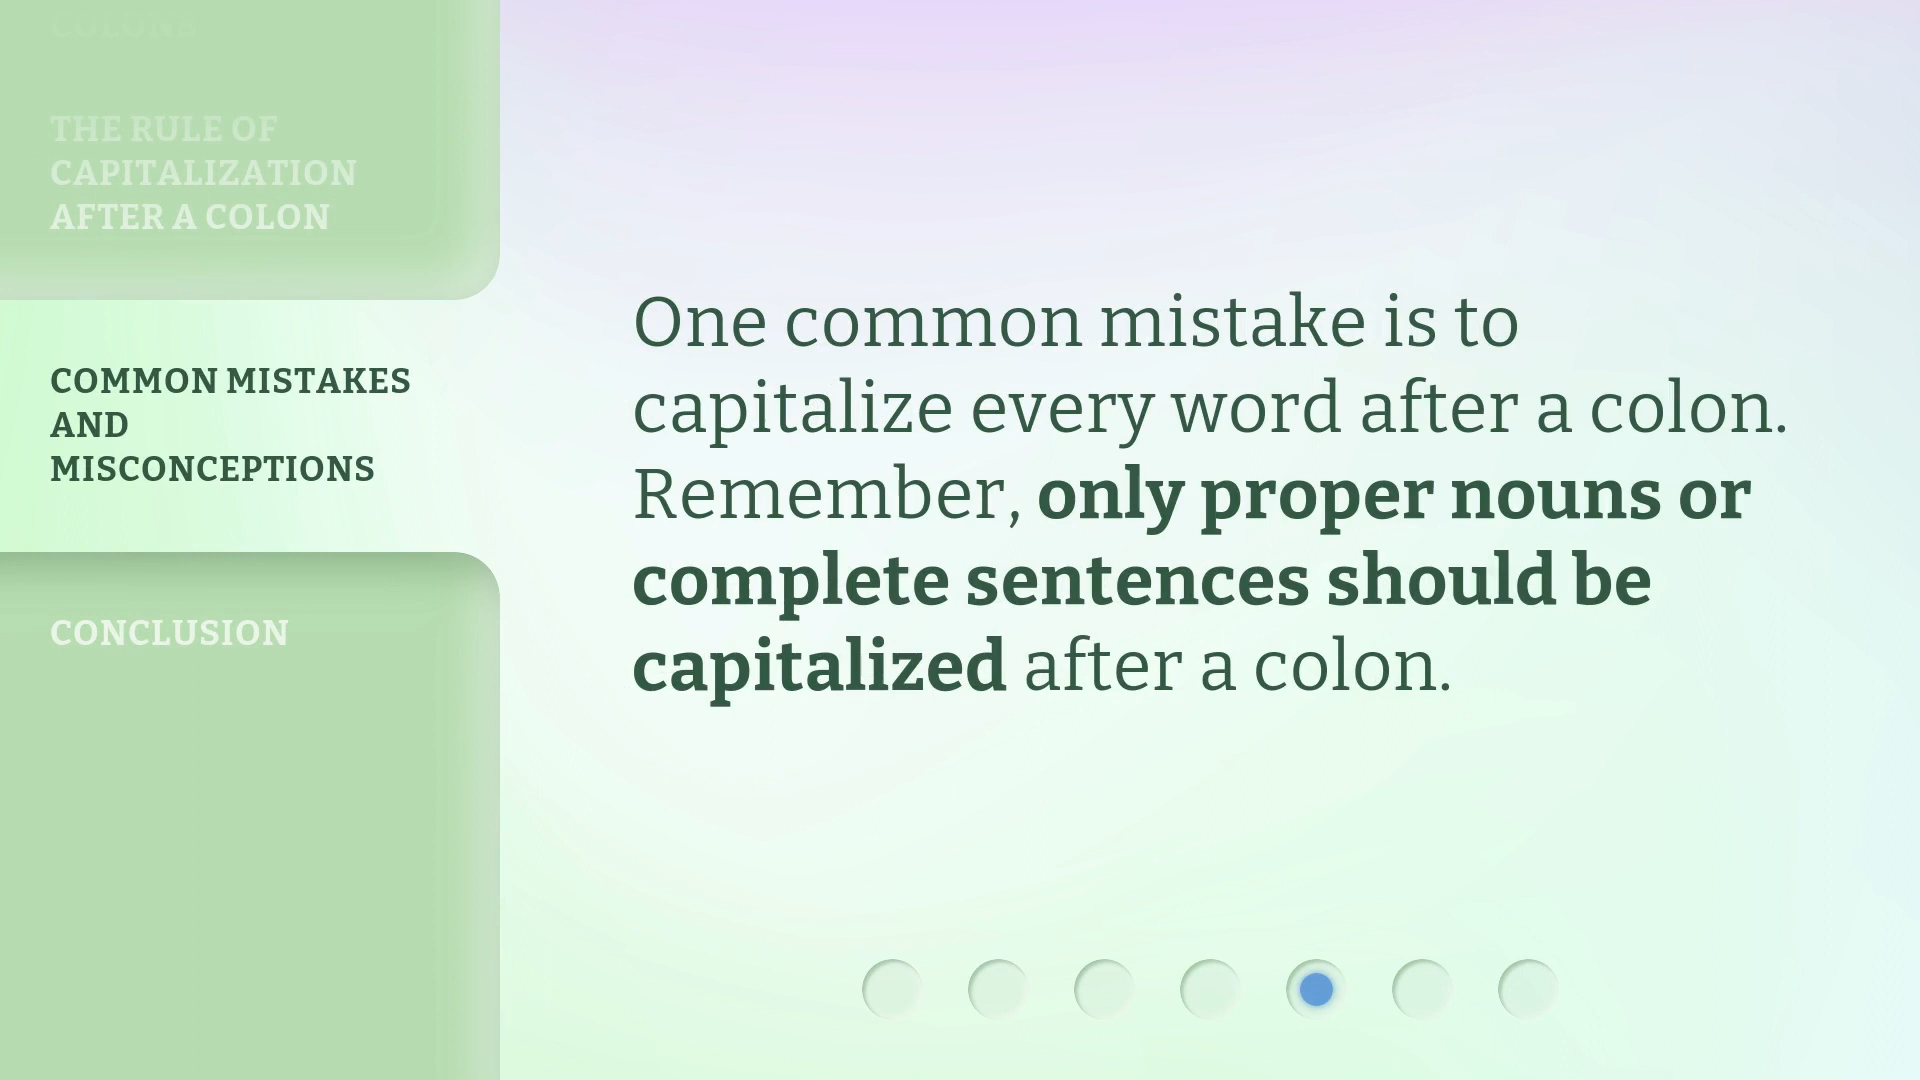 COLONS
THE RULE OF
CAPITALIZATION
AFTER A COLON
COMMON MISTAKES
AND
MISCONCEPTIONS
CONCLUSION
One common mistake is to
capitalize every word after a colon.
Remember, only proper nouns or
complete sentences should be
capitalized after a colon.